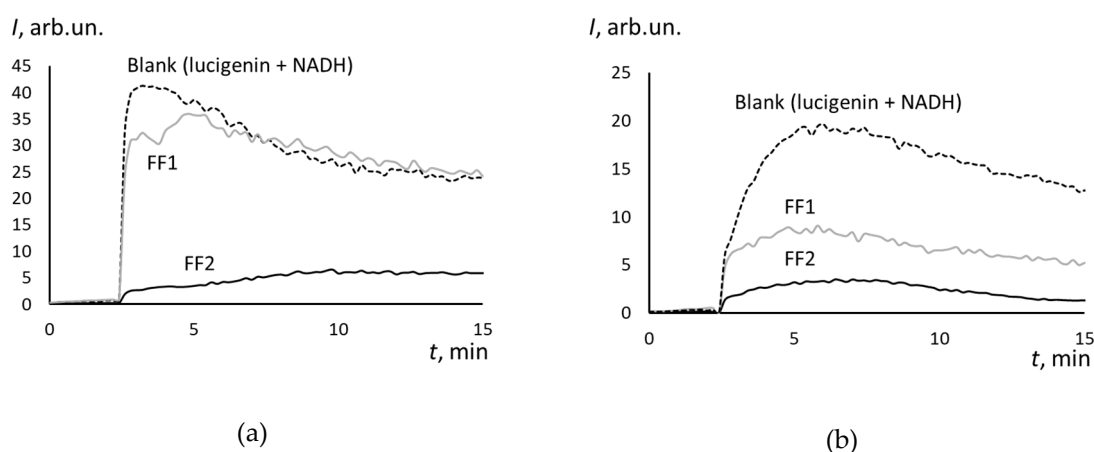 I, arb.un.
45
40
35
30
25
20
15
10
5
0
Blank (lucigenin + NADH)
FF1
FF2
0 5 10 15
t, min
(a)
I, arb.un.
25
20
15
10
5
0
Blank (lucigenin + NADH)
FF1
FF2
0 5 10 15
t, min
(b)